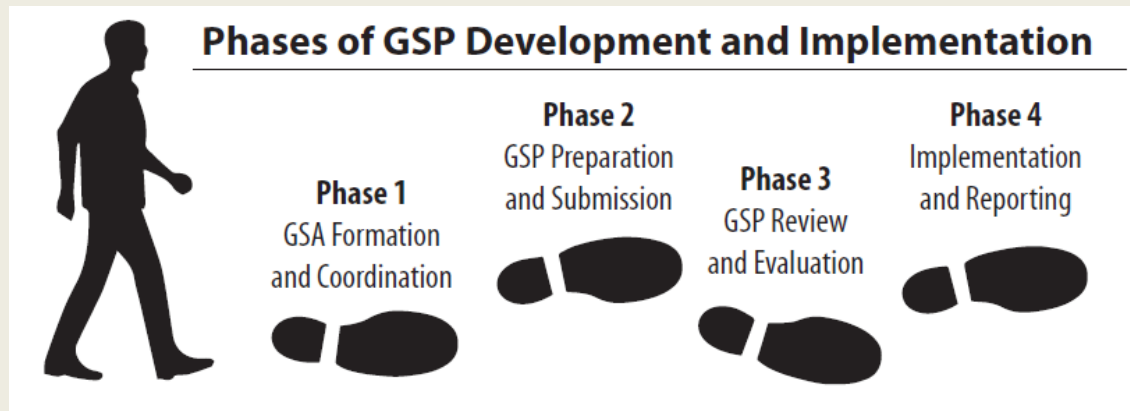 Phases of GSP Development and Implementation
Phase 1
GSA Formation
and Coordination
Phase 2
GSP Preparation
and Submission
Phase 3
GSP Review
and Evaluation
Phase 4
Implementation
and Reporting